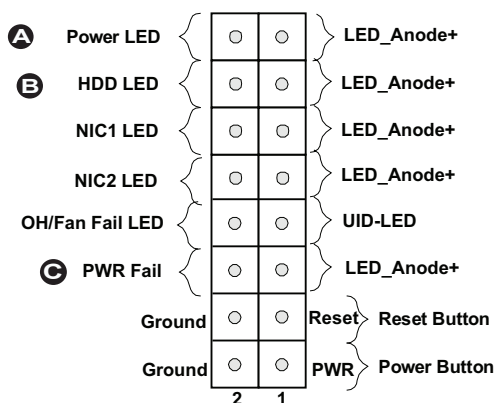 A Power LED LED_Anode+
B HDD LED LED_Anode+
NIC1 LED LED_Anode+
NIC2 LED LED_Anode+
OH/Fan Fail LED UID-LED
C PWR Fail LED_Anode+
Ground Reset Reset Button
Ground PWR Power Button
2 1